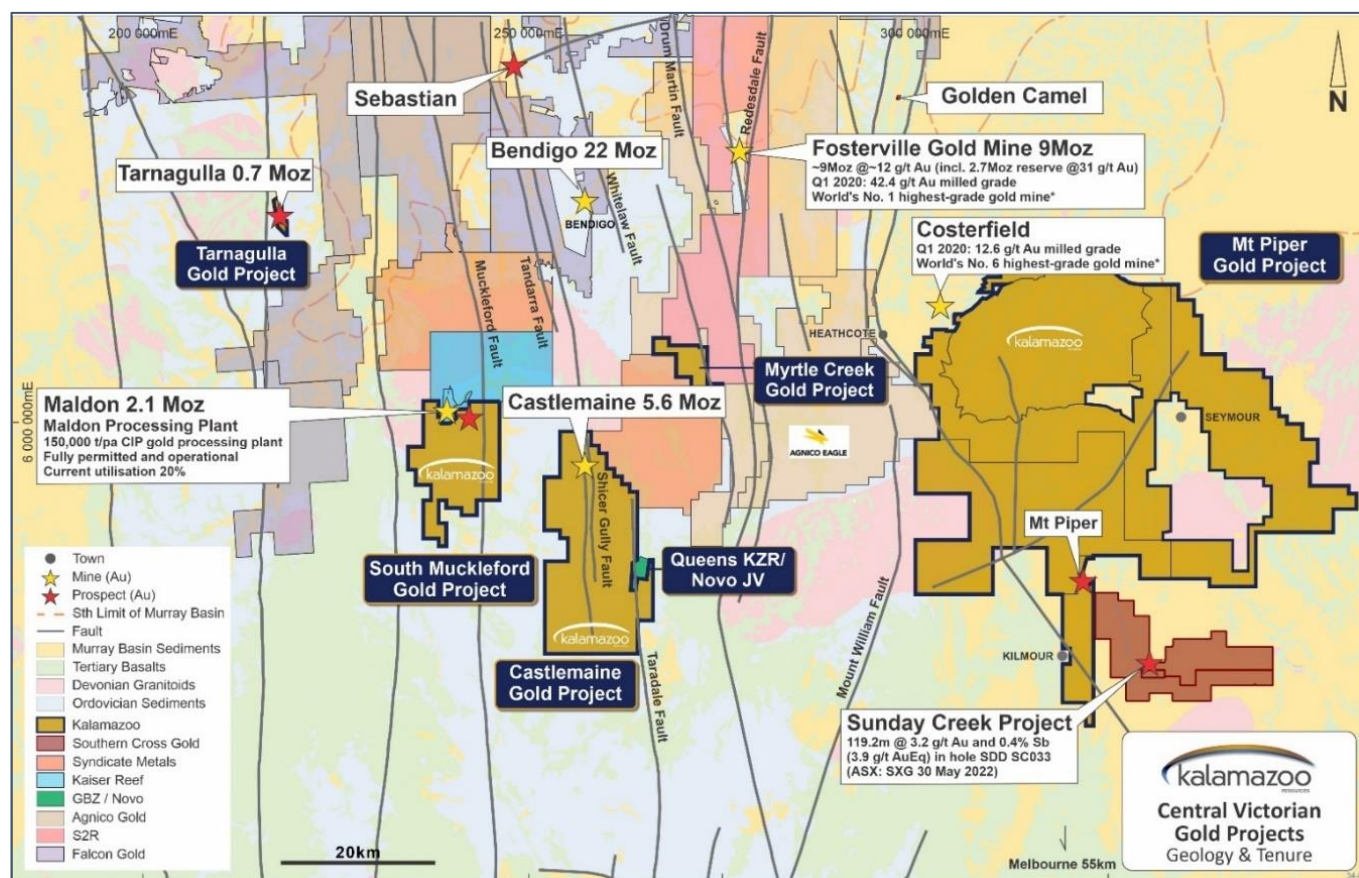 200 000mE
250 000mE
300 000mE
6 000 000mE
N
Sebastian
Golden Camel
Drum Martin Fault
Redesdale Fault
Bendigo 22 Moz
BENDIGO
Whitelaw Fault
Fosterville Gold Mine 9Moz
~9Moz @~12 g/t Au (incl. 2.7Moz reserve @31 g/t Au)
Q1 2020: 42.4 g/t Au milled grade
World's No. 1 highest-grade gold mine*
Tarnagulla 0.7 Moz
Tarnagulla
Gold Project
Costerfield
Q1 2020: 12.6 g/t Au milled grade
World's No. 6 highest-grade gold mine*
Mt Piper
Gold Project
Muckleford Fault
Tandarra Fault
HEATHCOTE
kalamazoo
Myrtle Creek
Gold Project
Maldon 2.1 Moz
Maldon Processing Plant
150,000 t/pa CIP gold processing plant
Fully permitted and operational
Current utilisation 20%
Castlemaine 5.6 Moz
SEYMOUR
AGNICO EAGLE
kalamazoo
Shicer Gully Fault
South Muckleford
Gold Project
Queens KZR/
Novo JV
Mt Piper
kalamazoo
Castlemaine
Gold Project
Taradale Fault
Mount William Fault
KILMOUR
Sunday Creek Project
119.2m @ 3.2 g/t Au and 0.4% Sb
(3.9 g/t AuEq) in hole SDD SC033
(ASX: SXG 30 May 2022)
Town
Mine (Au)
Prospect (Au)
Sth Limit of Murray Basin
Fault
Murray Basin Sediments
Tertiary Basalts
Devonian Granitoids
Ordovician Sediments
Kalamazoo
Southern Cross Gold
Syndicate Metals
Kaiser Reef
GBZ / Novo
Agnico Gold
S2R
Falcon Gold
20km
Melbourne 55km
kalamazoo
RESOURCES
Central Victorian
Gold Projects
Geology & Tenure